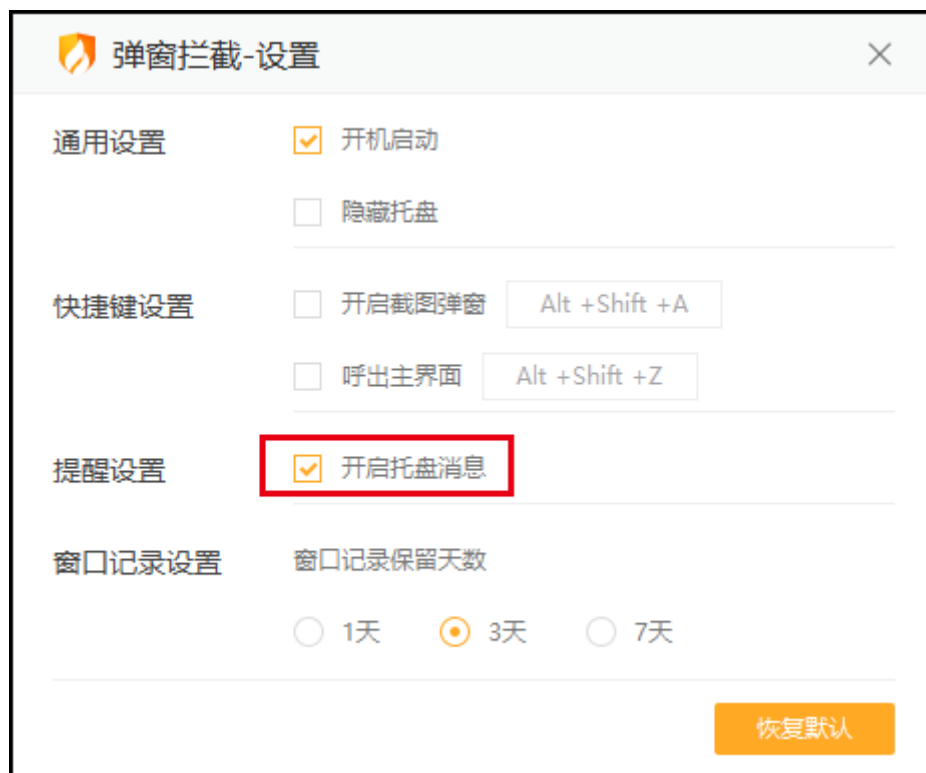 弹窗拦截-设置
通用设置 开机启动
隐藏托盘
快捷键设置 开启截图弹窗 Alt +Shift +A
呼出主界面 Alt +Shift +Z
提醒设置 开启托盘消息
窗口记录设置 窗口记录保留天数
1天 3天 7天
恢复默认